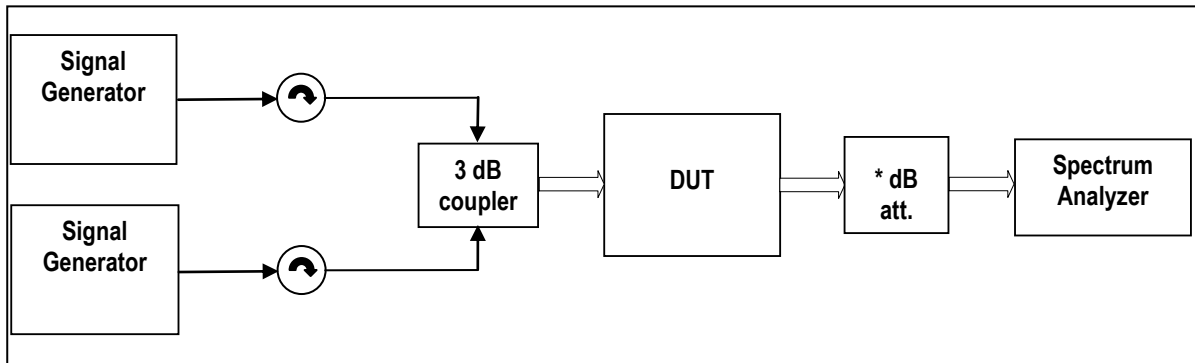 Signal
Generator
3 dB
coupler
DUT
* dB
att.
Spectrum
Analyzer
Signal
Generator